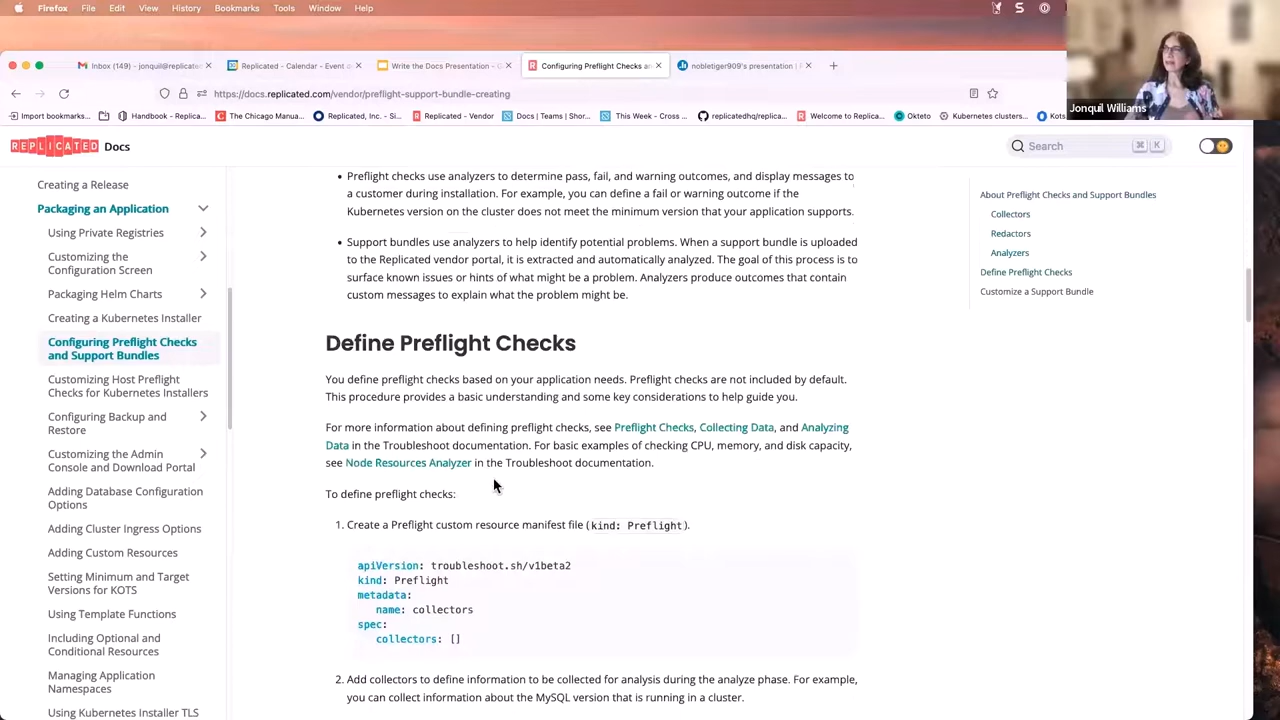 Firefox File Edit View History Bookmarks Tools Window Help
Inbox (149) - jonquil@replicate
Replicated - Calendar - Event d
Write the Docs Presentation - G
Configuring Preflight Checks an
nobletiger909's presentation |
https://docs.replicated.com/vendor/preflight-support-bundle-creating
Jonquil Williams
Import bookmarks...
Handbook - Replica...
The Chicago Manua...
Replicated, Inc. - Si...
Replicated - Vendor
Docs | Teams | Shor...
This Week - Cross ...
replicatedhq/replica...
Welcome to Replica...
Okteto
Kubernetes clusters...
Kots
REPLICATED Docs
Search
⌘ K
Creating a Release
Packaging an Application
Using Private Registries
Customizing the
Configuration Screen
Packaging Helm Charts
Creating a Kubernetes Installer
Configuring Preflight Checks
and Support Bundles
Customizing Host Preflight
Checks for Kubernetes Installers
Configuring Backup and
Restore
Customizing the Admin
Console and Download Portal
Adding Database Configuration
Options
Adding Cluster Ingress Options
Adding Custom Resources
Setting Minimum and Target
Versions for KOTS
Using Template Functions
Including Optional and
Conditional Resources
Managing Application
Namespaces
Using Kubernetes Installer TLS
• Preflight checks use analyzers to determine pass, fail, and warning outcomes, and display messages to
a customer during installation. For example, you can define a fail or warning outcome if the
Kubernetes version on the cluster does not meet the minimum version that your application supports.
• Support bundles use analyzers to help identify potential problems. When a support bundle is uploaded
to the Replicated vendor portal, it is extracted and automatically analyzed. The goal of this process is to
surface known issues or hints of what might be a problem. Analyzers produce outcomes that contain
custom messages to explain what the problem might be.
Define Preflight Checks
You define preflight checks based on your application needs. Preflight checks are not included by default.
This procedure provides a basic understanding and some key considerations to help guide you.
For more information about defining preflight checks, see Preflight Checks, Collecting Data, and Analyzing
Data in the Troubleshoot documentation. For basic examples of checking CPU, memory, and disk capacity,
see Node Resources Analyzer in the Troubleshoot documentation.
To define preflight checks:
1. Create a Preflight custom resource manifest file (kind: Preflight).
apiVersion: troubleshoot.sh/v1beta2
kind: Preflight
metadata:
name: collectors
spec:
collectors: []
2. Add collectors to define information to be collected for analysis during the analyze phase. For example,
you can collect information about the MySQL version that is running in a cluster.
About Preflight Checks and Support Bundles
Collectors
Redactors
Analyzers
Define Preflight Checks
Customize a Support Bundle